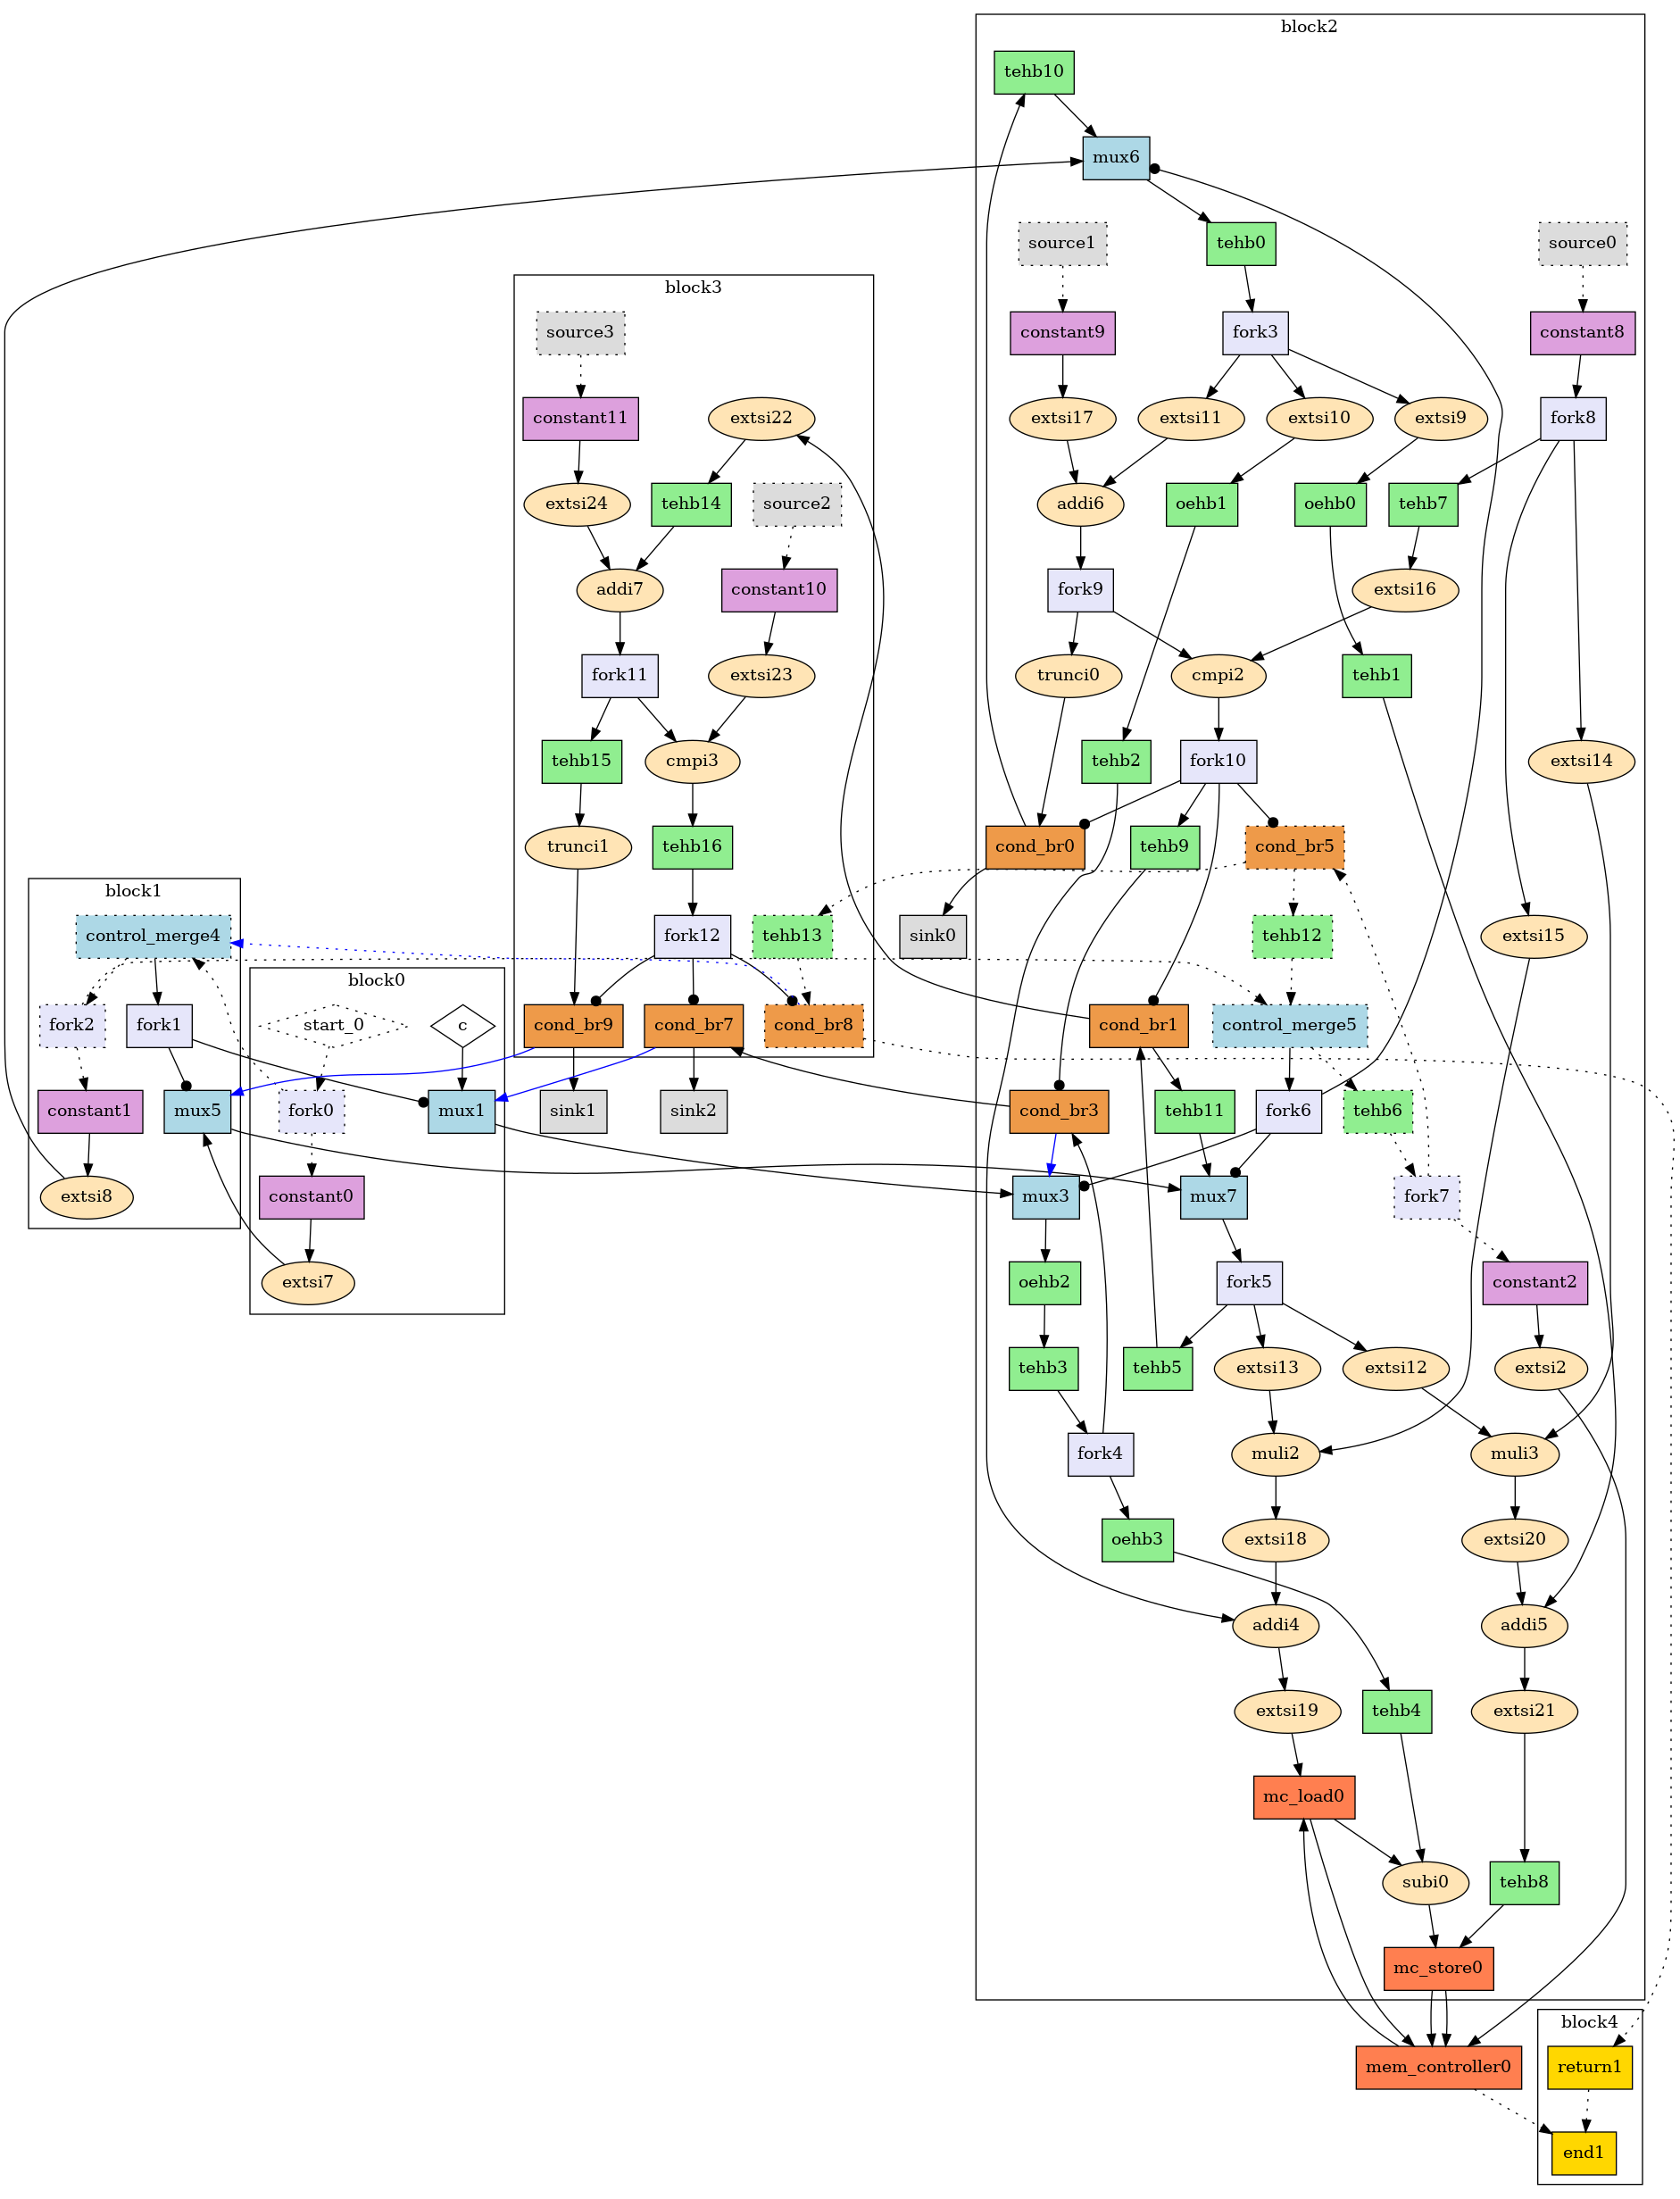 block2
tehb10
mux6
source1
tehb0
source0
block3
source3
constant9
fork3
constant8
constant11
extsi22
extsi17
extsi11
extsi10
extsi9
fork8
extsi24
tehb14
source2
addi6
oehb1
oehb0
tehb7
addi7
constant10
fork9
extsi16
fork11
extsi23
trunci0
cmpi2
tehb1
tehb15
cmpi3
tehb2
fork10
extsi14
trunci1
tehb16
cond_br0
tehb9
cond_br5
block1
control_merge4
fork12
tehb13
sink0
tehb12
extsi15
block0
fork2
fork1
start_0
c
cond_br9
cond_br7
cond_br8
cond_br1
control_merge5
constant1
mux5
fork0
mux1
sink1
sink2
cond_br3
tehb11
fork6
tehb6
extsi8
constant0
mux3
mux7
fork7
extsi7
oehb2
fork5
constant2
tehb3
tehb5
extsi13
extsi12
extsi2
fork4
muli2
muli3
oehb3
extsi18
extsi20
addi4
addi5
extsi19
tehb4
extsi21
mc_load0
subi0
tehb8
mc_store0
block4
mem_controller0
return1
end1